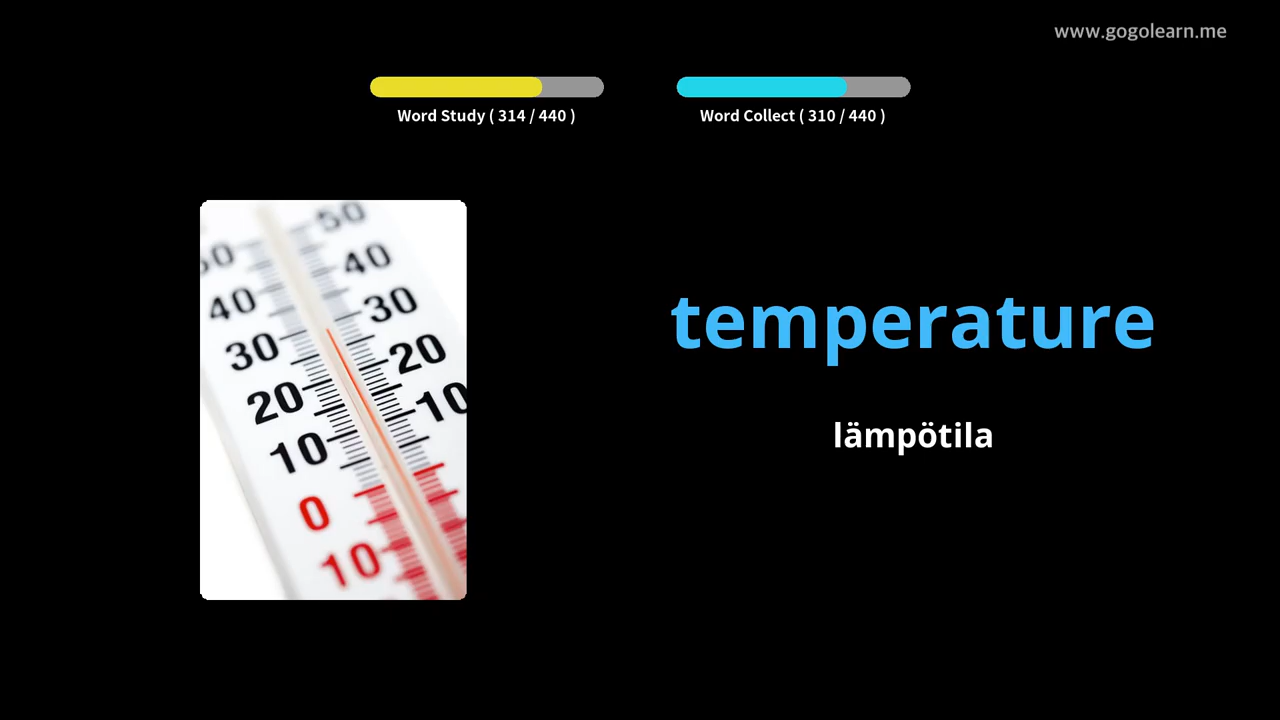 www.gogolearn.me
Word Study ( 314 / 440 )
Word Collect ( 310 / 440 )
50
40
40
30
30
20
20
10
10
0
10
temperature
lämpötila